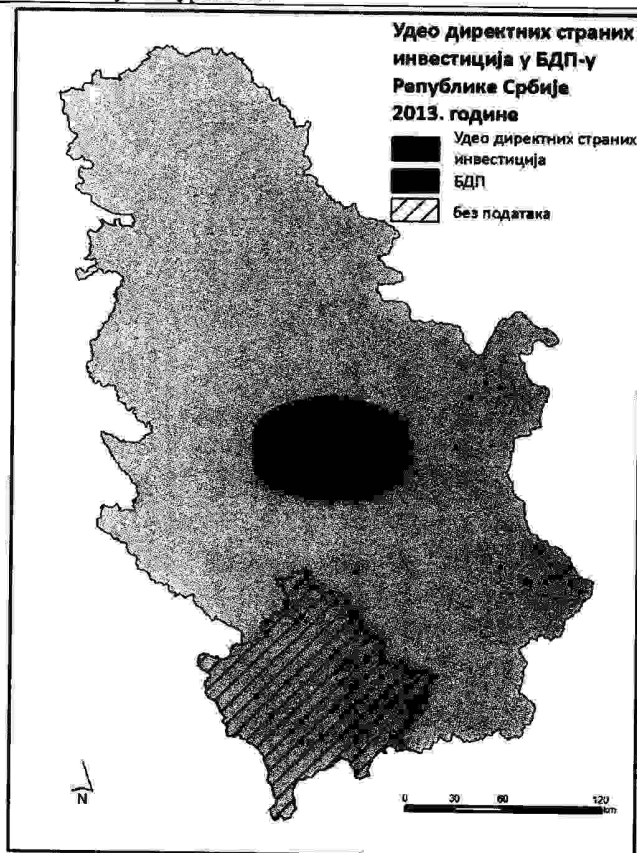 Удео директних страних
инвестиција у БДП-у
Републике Србије
2013. године
Удео директних страних
инвестиција
БДП
без података
N
0 30 60 120
km